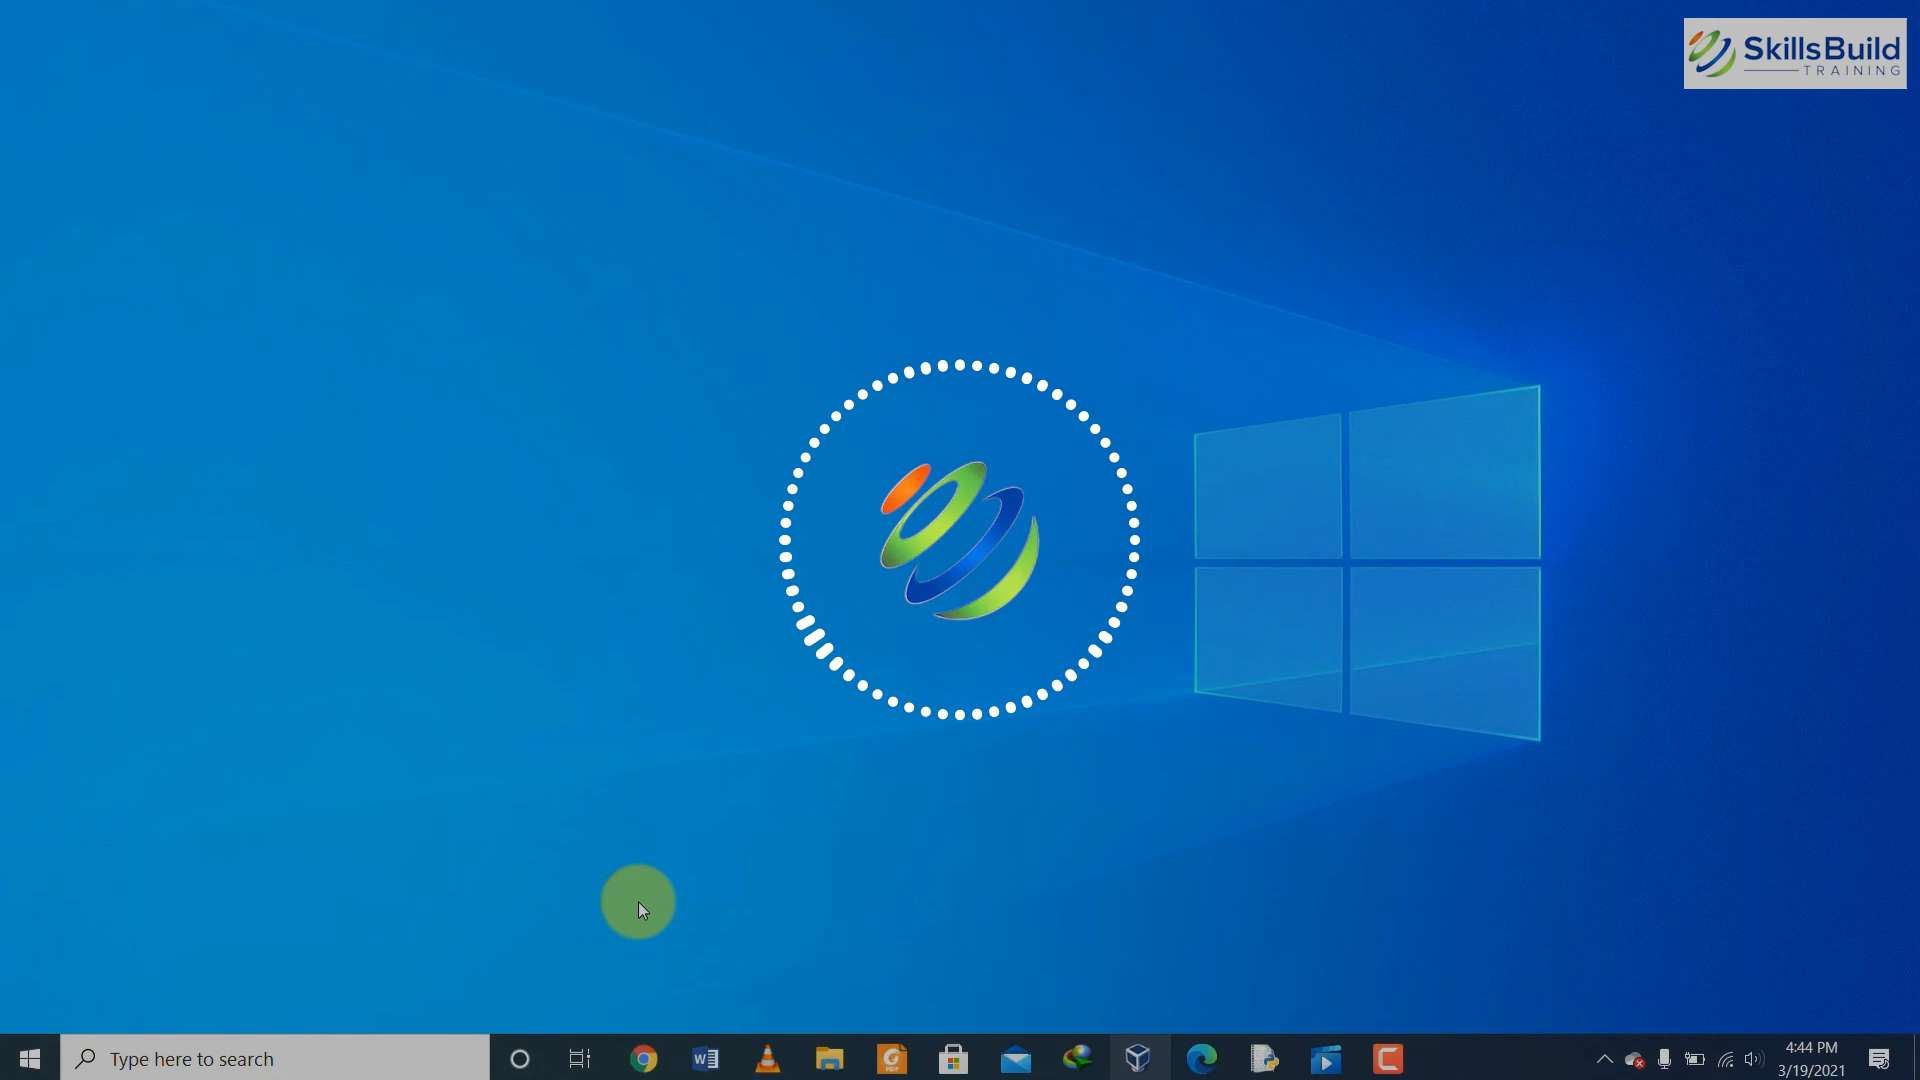 SkillsBuild
TRAINING
Type here to search
4:44 PM
3/19/2021